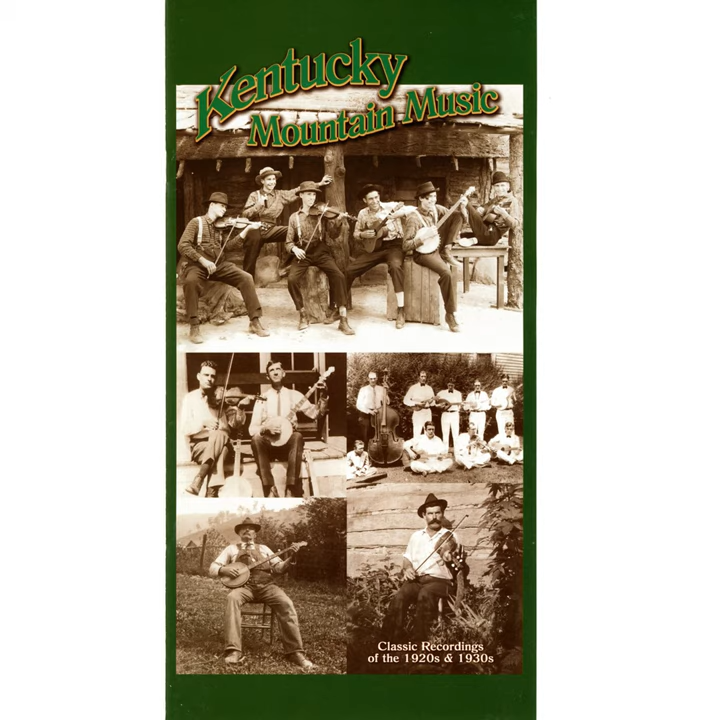 Kentucky
Mountain Music
Classic Recordings
of the 1920s & 1930s